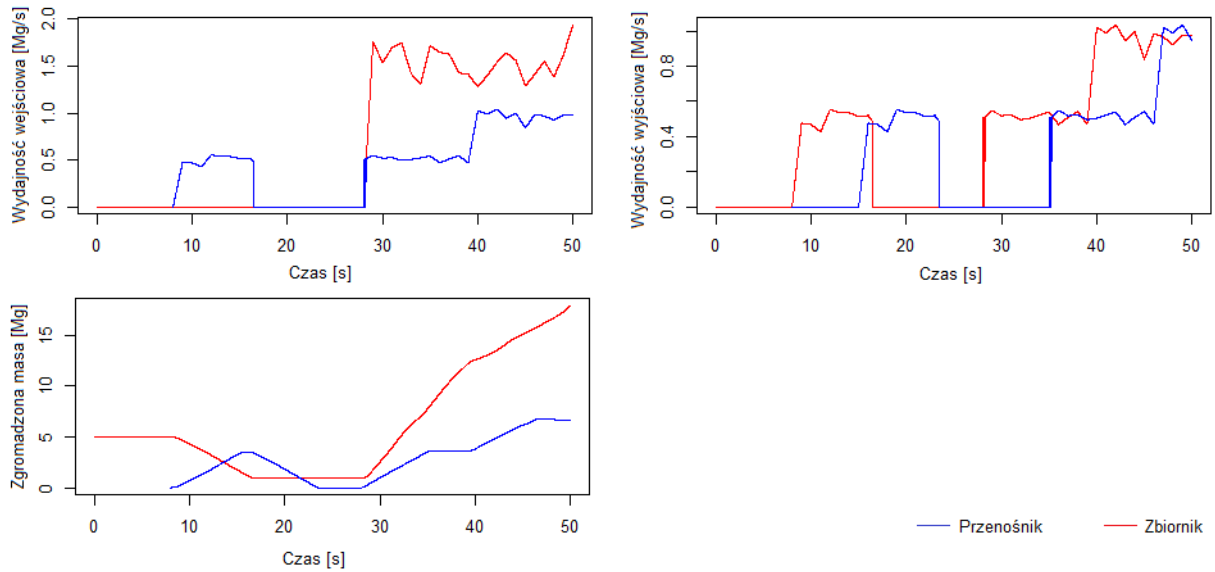 Wydajność wejściowa [Mg/s]
0.0 0.5 1.0 1.5 2.0
0 10 20 30 40 50
Czas [s]
Wydajność wyjściowa [Mg/s]
0.0 0.4 0.8
0 10 20 30 40 50
Czas [s]
Zgromadzona masa [Mg]
0 5 10 15
0 10 20 30 40 50
Czas [s]
Przenośnik Zbiornik